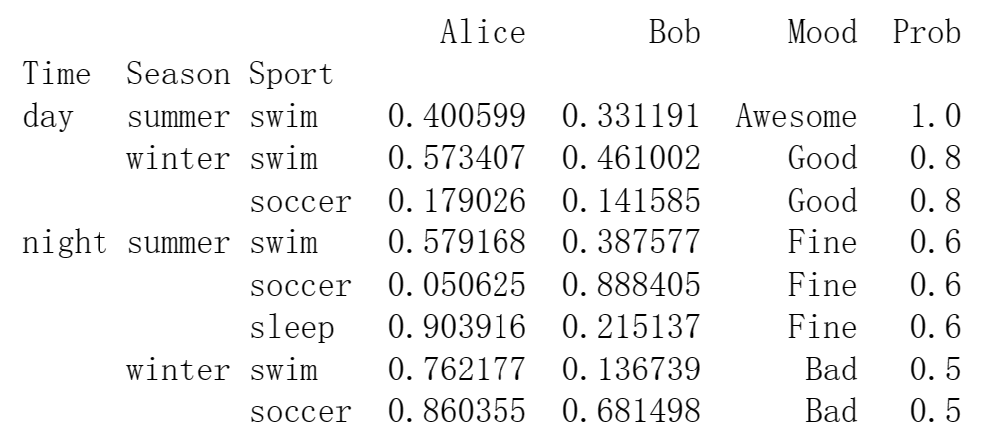 Alice Bob Mood Prob
Time Season Sport
day summer swim 0.400599 0.331191 Awesome 1.0
winter swim 0.573407 0.461002 Good 0.8
soccer 0.179026 0.141585 Good 0.8
night summer swim 0.579168 0.387577 Fine 0.6
soccer 0.050625 0.888405 Fine 0.6
sleep 0.903916 0.215137 Fine 0.6
winter swim 0.762177 0.136739 Bad 0.5
soccer 0.860355 0.681498 Bad 0.5